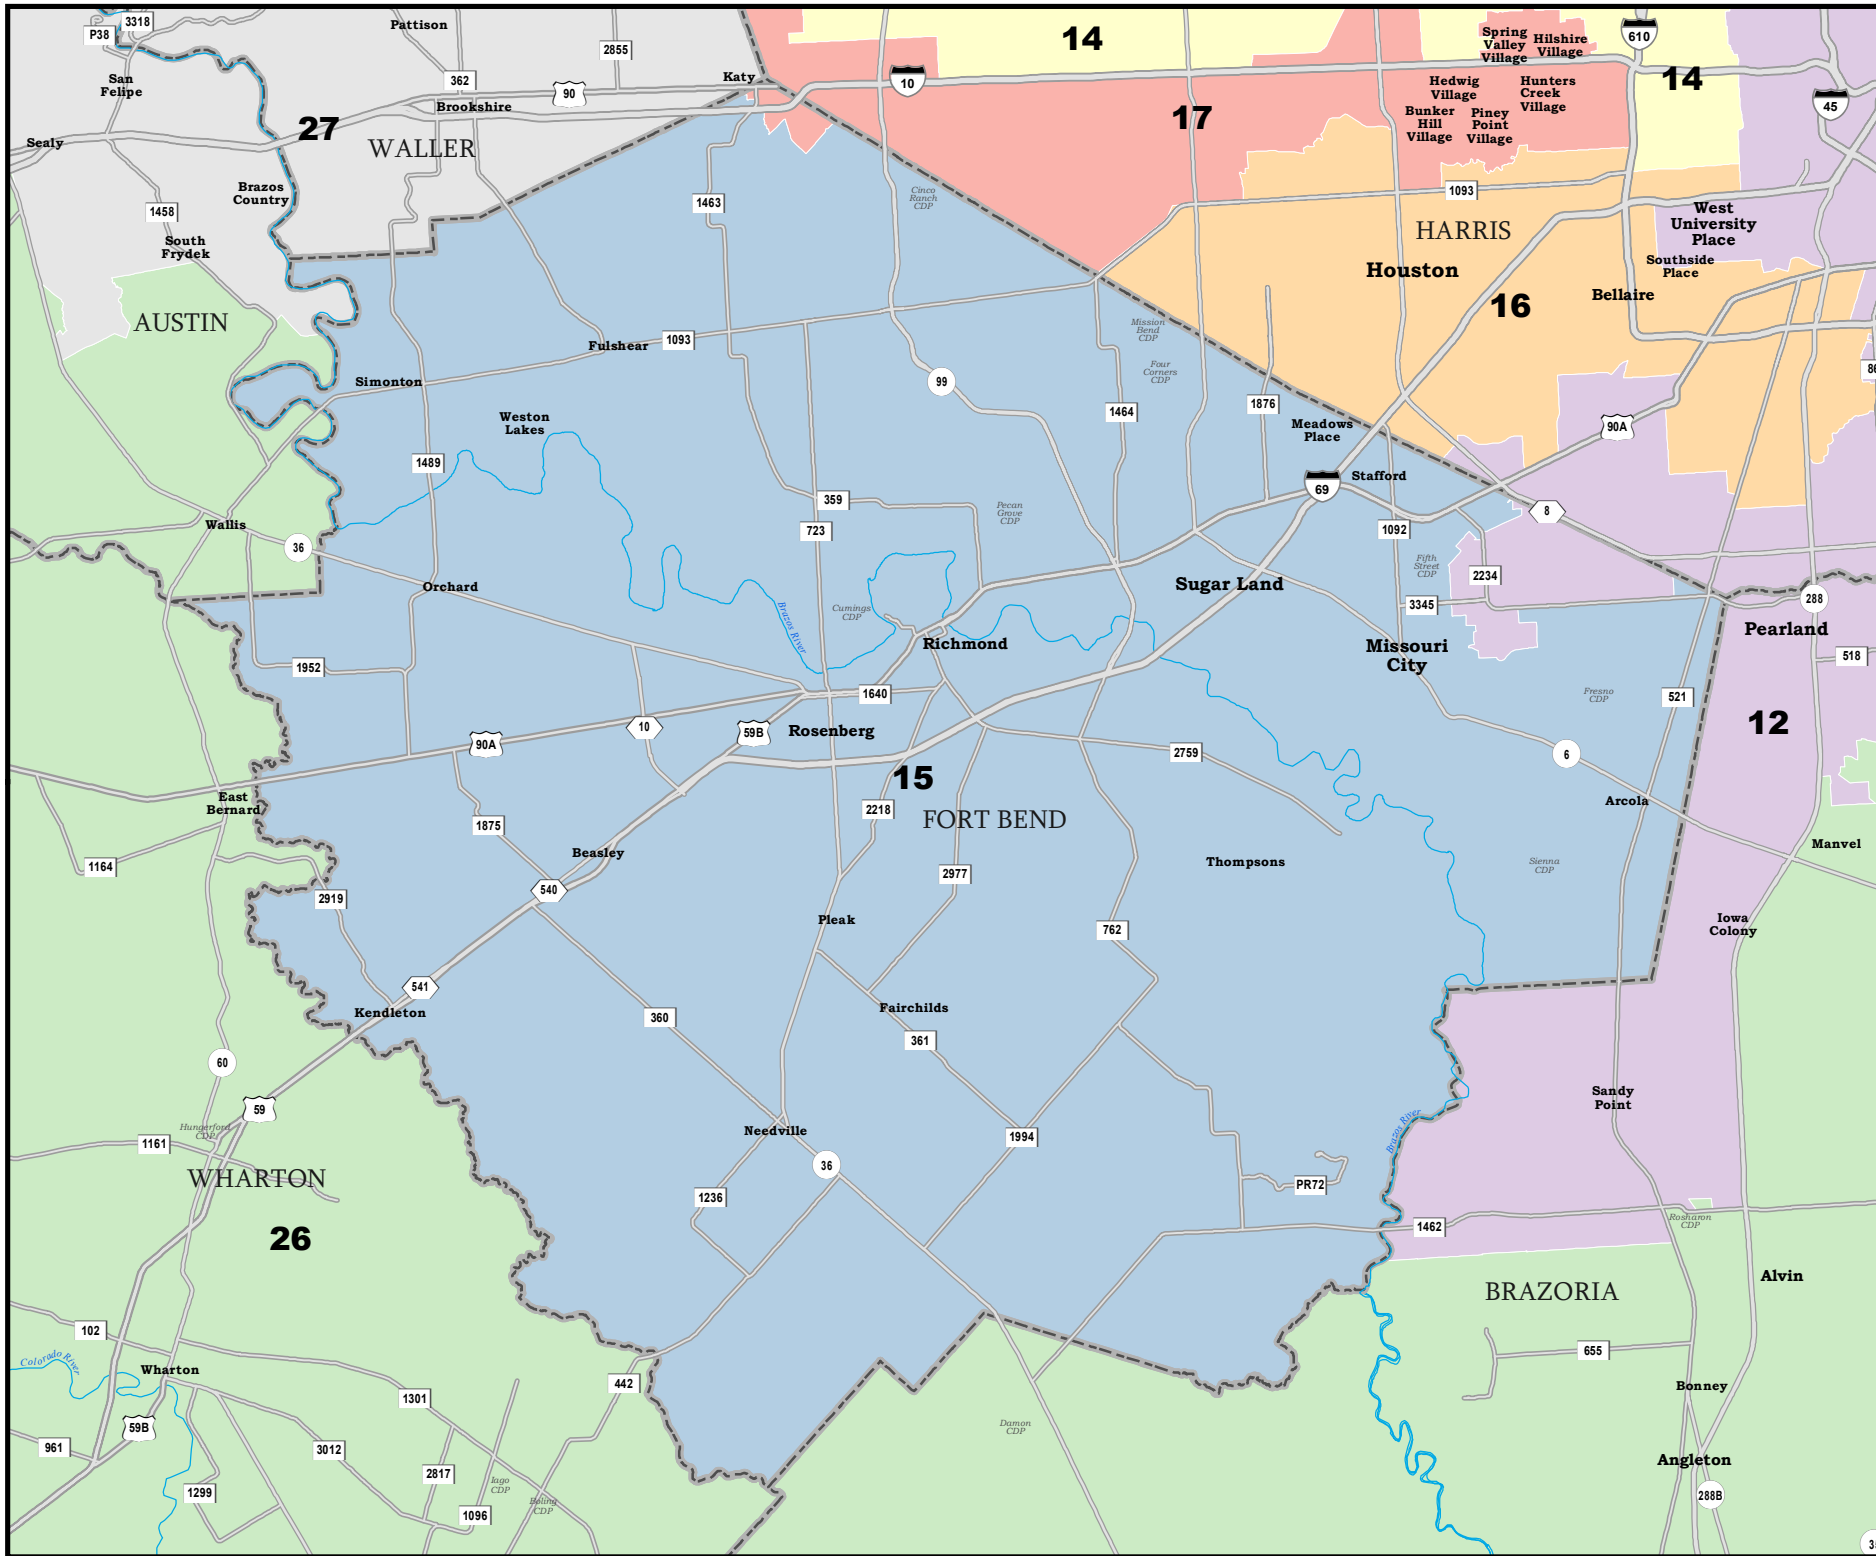 3318
P38
Pattison
2855
362
San
Felipe
90
Brookshire
Katy
10
14
17
Spring
Valley
Village
Hilshire
Village
610
14
Hedwig
Village
Hunters
Creek
Village
Bunker
Hill
Village
Piney
Point
Village
45
Sealy
27
WALLER
Brazos
Country
1458
South
Frydek
1463
Cinco
Ranch
CDP
1093
HARRIS
Houston
West
University
Place
Southside
Place
Bellaire
16
AUSTIN
Fulshear
1093
Mission
Bend
CDP
Four
Corners
CDP
Simonton
99
1464
1876
Meadows
Place
90A
Weston
Lakes
1489
Stafford
69
359
723
Pecan
Grove
CDP
8
1092
Wallis
36
Orchard
Fifth
Street
CDP
2234
Sugar Land
3345
288
Pearland
518
Brazos River
Cumings
CDP
Richmond
Missouri
City
1952
1640
Fresno
CDP
521
12
10
59B
Rosenberg
90A
2759
6
15
FORT BEND
2218
East
Bernard
Arcola
1875
1164
Beasley
Thompsons
Sienna
CDP
Manvel
2977
540
2919
Pleak
762
Iowa
Colony
541
Kendleton
360
Fairchilds
361
60
59
Sandy
Point
Hungerford
CDP
1161
Needville
1994
Brazos River
WHARTON
36
1236
PR72
1462
Rosharon
CDP
26
BRAZORIA
Alvin
102
655
Colorado River
Wharton
442
1301
Bonney
59B
Damon
CDP
961
3012
2817
Iago
CDP
Boling
CDP
1299
1096
Angleton
288B